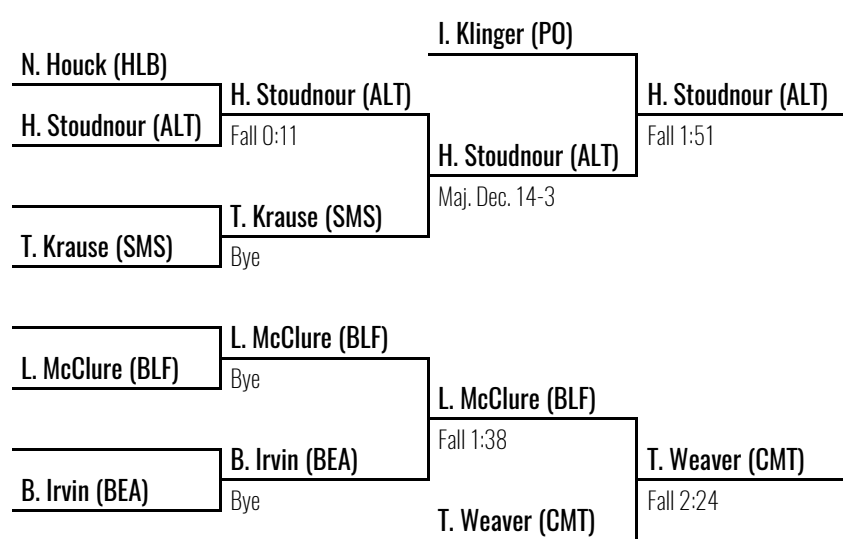 I. Klinger (PO)
N. Houck (HLB)
H. Stoudnour (ALT)
H. Stoudnour (ALT)
H. Stoudnour (ALT)
Fall 0:11
Fall 1:51
H. Stoudnour (ALT)
Maj. Dec. 14-3
T. Krause (SMS)
T. Krause (SMS)
Bye
L. McClure (BLF)
L. McClure (BLF)
Bye
L. McClure (BLF)
Fall 1:38
B. Irvin (BEA)
T. Weaver (CMT)
B. Irvin (BEA)
Bye
Fall 2:24
T. Weaver (CMT)